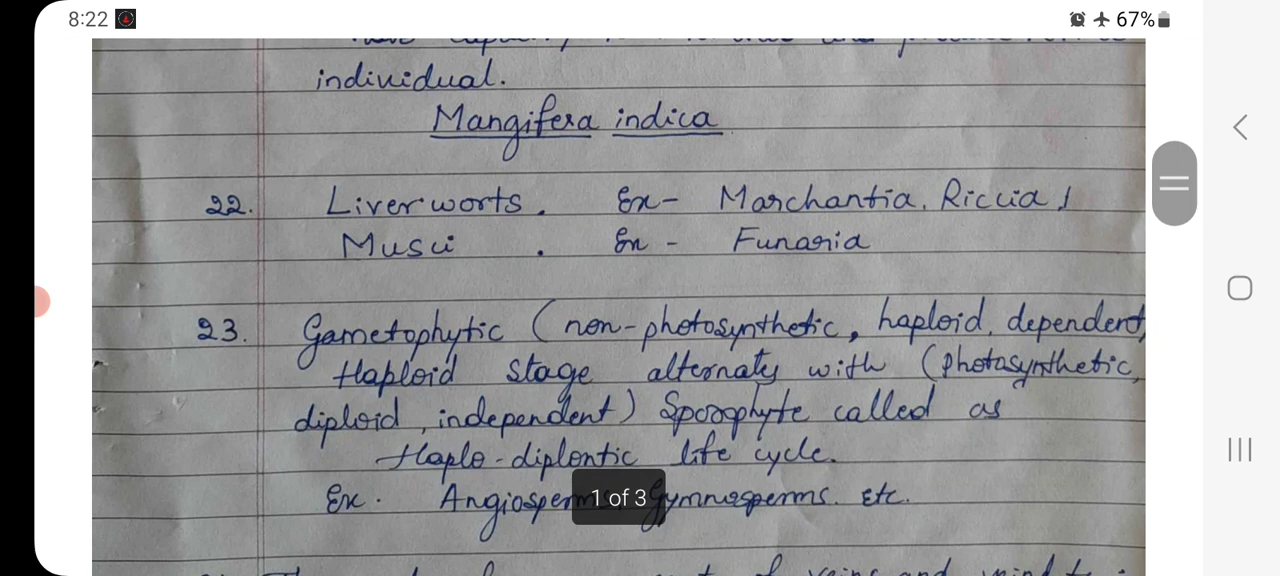 8:22
67%
individual.
Mangifera indica
22. Liverworts. Ex- Marchantia, Riccia,
Musci . Ex - Funaria
23. Gametophytic (non-photosynthetic, haploid, dependent,
Haploid stage alternaty with (photosynthetic,
diploid, independent) Sporophyte called as
Haplo-diplontic life cycle.
Ex. Angiosperms, Gymnosperms. Etc.
1 of 3